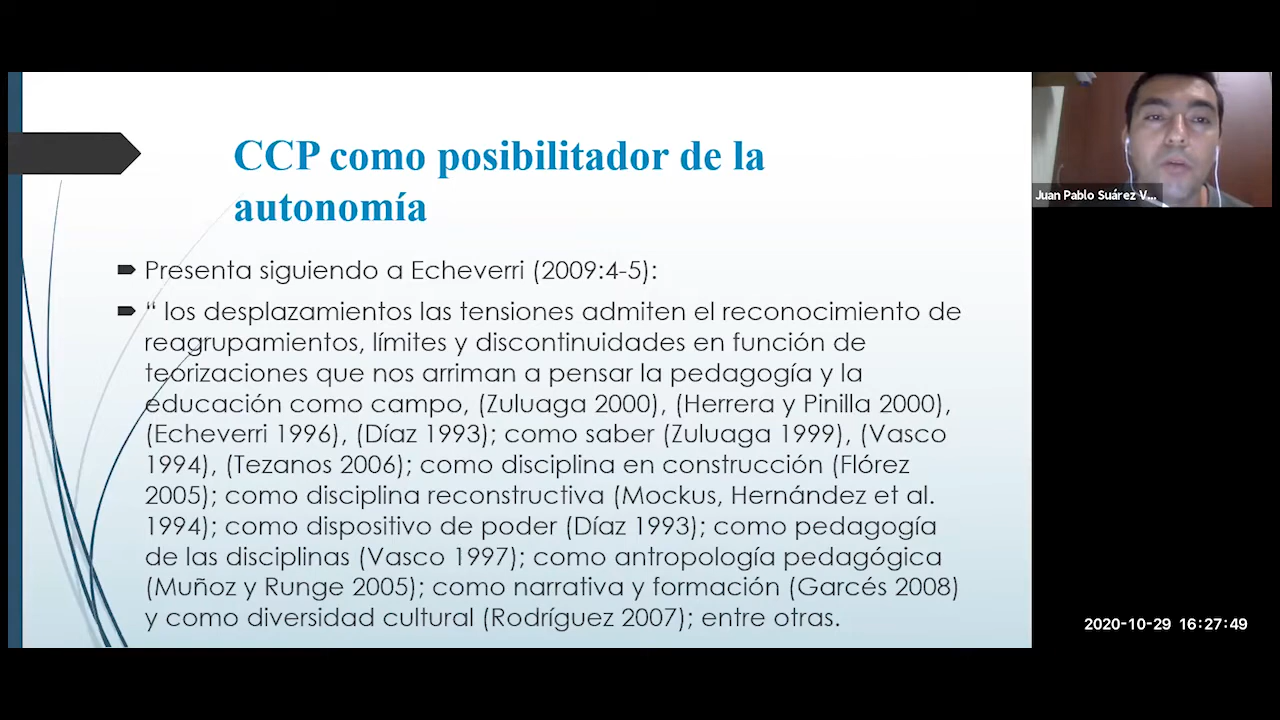 CCP como posibilitador de la
autonomía
Presenta siguiendo a Echeverri (2009:4-5):
“ los desplazamientos las tensiones admiten el reconocimiento de
reagrupamientos, límites y discontinuidades en función de
teorizaciones que nos arriman a pensar la pedagogía y la
educación como campo, (Zuluaga 2000), (Herrera y Pinilla 2000),
(Echeverri 1996), (Díaz 1993); como saber (Zuluaga 1999), (Vasco
1994), (Tezanos 2006); como disciplina en construcción (Flórez
2005); como disciplina reconstructiva (Mockus, Hernández et al.
1994); como dispositivo de poder (Díaz 1993); como pedagogía
de las disciplinas (Vasco 1997); como antropología pedagógica
(Muñoz y Runge 2005); como narrativa y formación (Garcés 2008)
y como diversidad cultural (Rodríguez 2007); entre otras.
Juan Pablo Suárez V...
2020-10-29 16:27:49